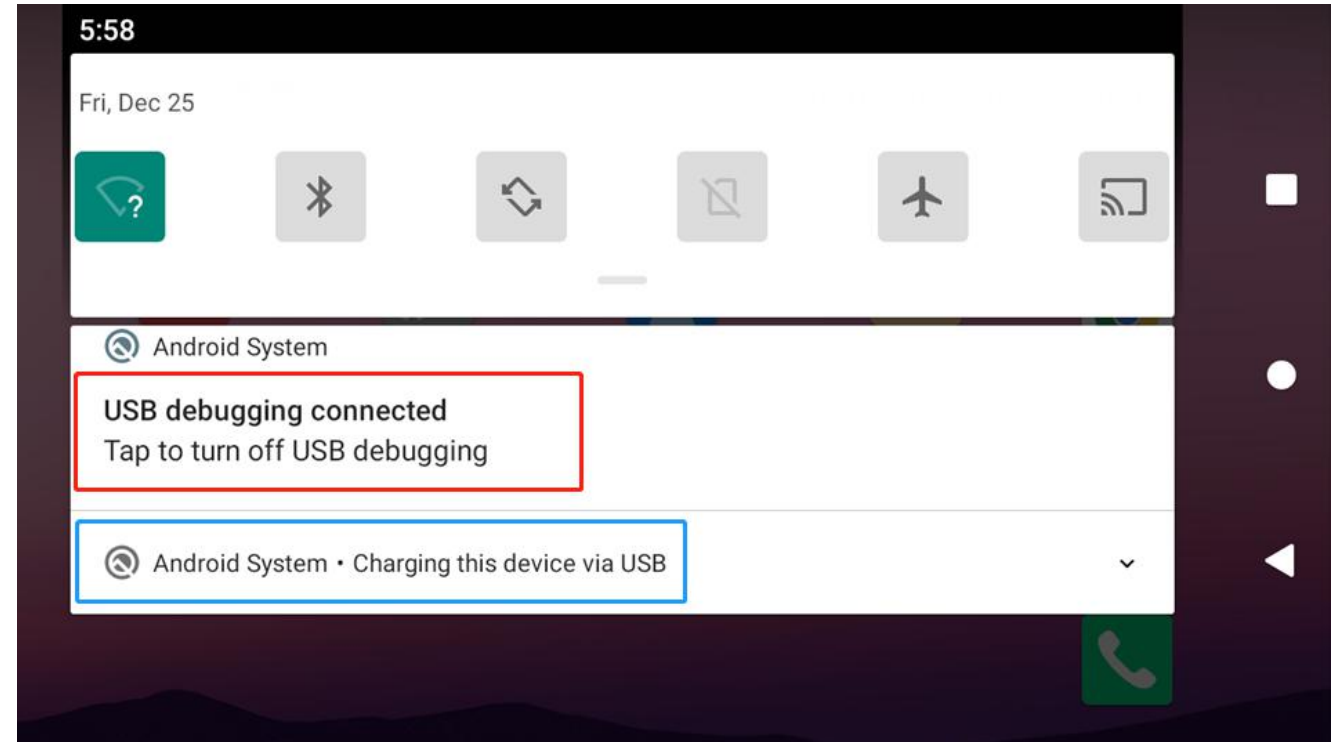 5:58
Fri, Dec 25
?
Android System
USB debugging connected
Tap to turn off USB debugging
Android System • Charging this device via USB